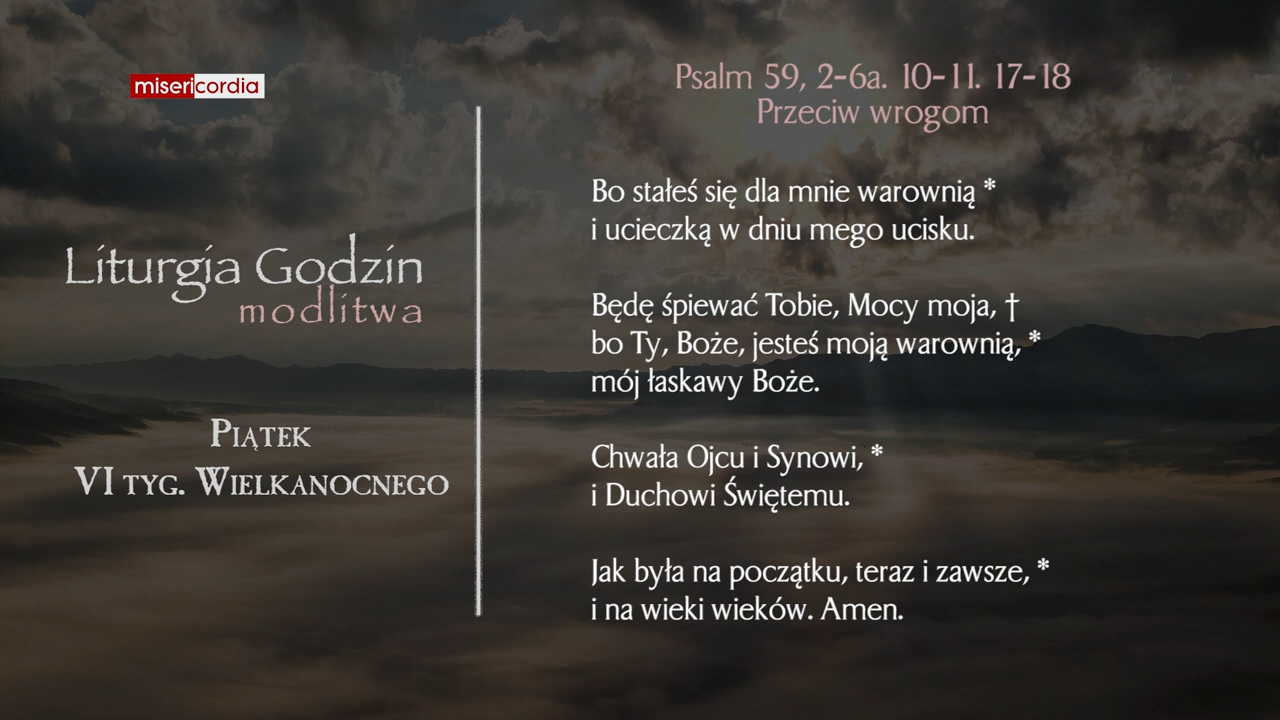 misericordia
Liturgia Godzin
modlitwa
Piątek
VI tyg. Wielkanocnego
Psalm 59, 2-6a. 10-11. 17-18
Przeciw wrogom
Bo stałeś się dla mnie warownią *
i ucieczką w dniu mego ucisku.
Będę śpiewać Tobie, Mocy moja, †
bo Ty, Boże, jesteś moją warownią, *
mój łaskawy Boże.
Chwała Ojcu i Synowi, *
i Duchowi Świętemu.
Jak była na początku, teraz i zawsze, *
i na wieki wieków. Amen.